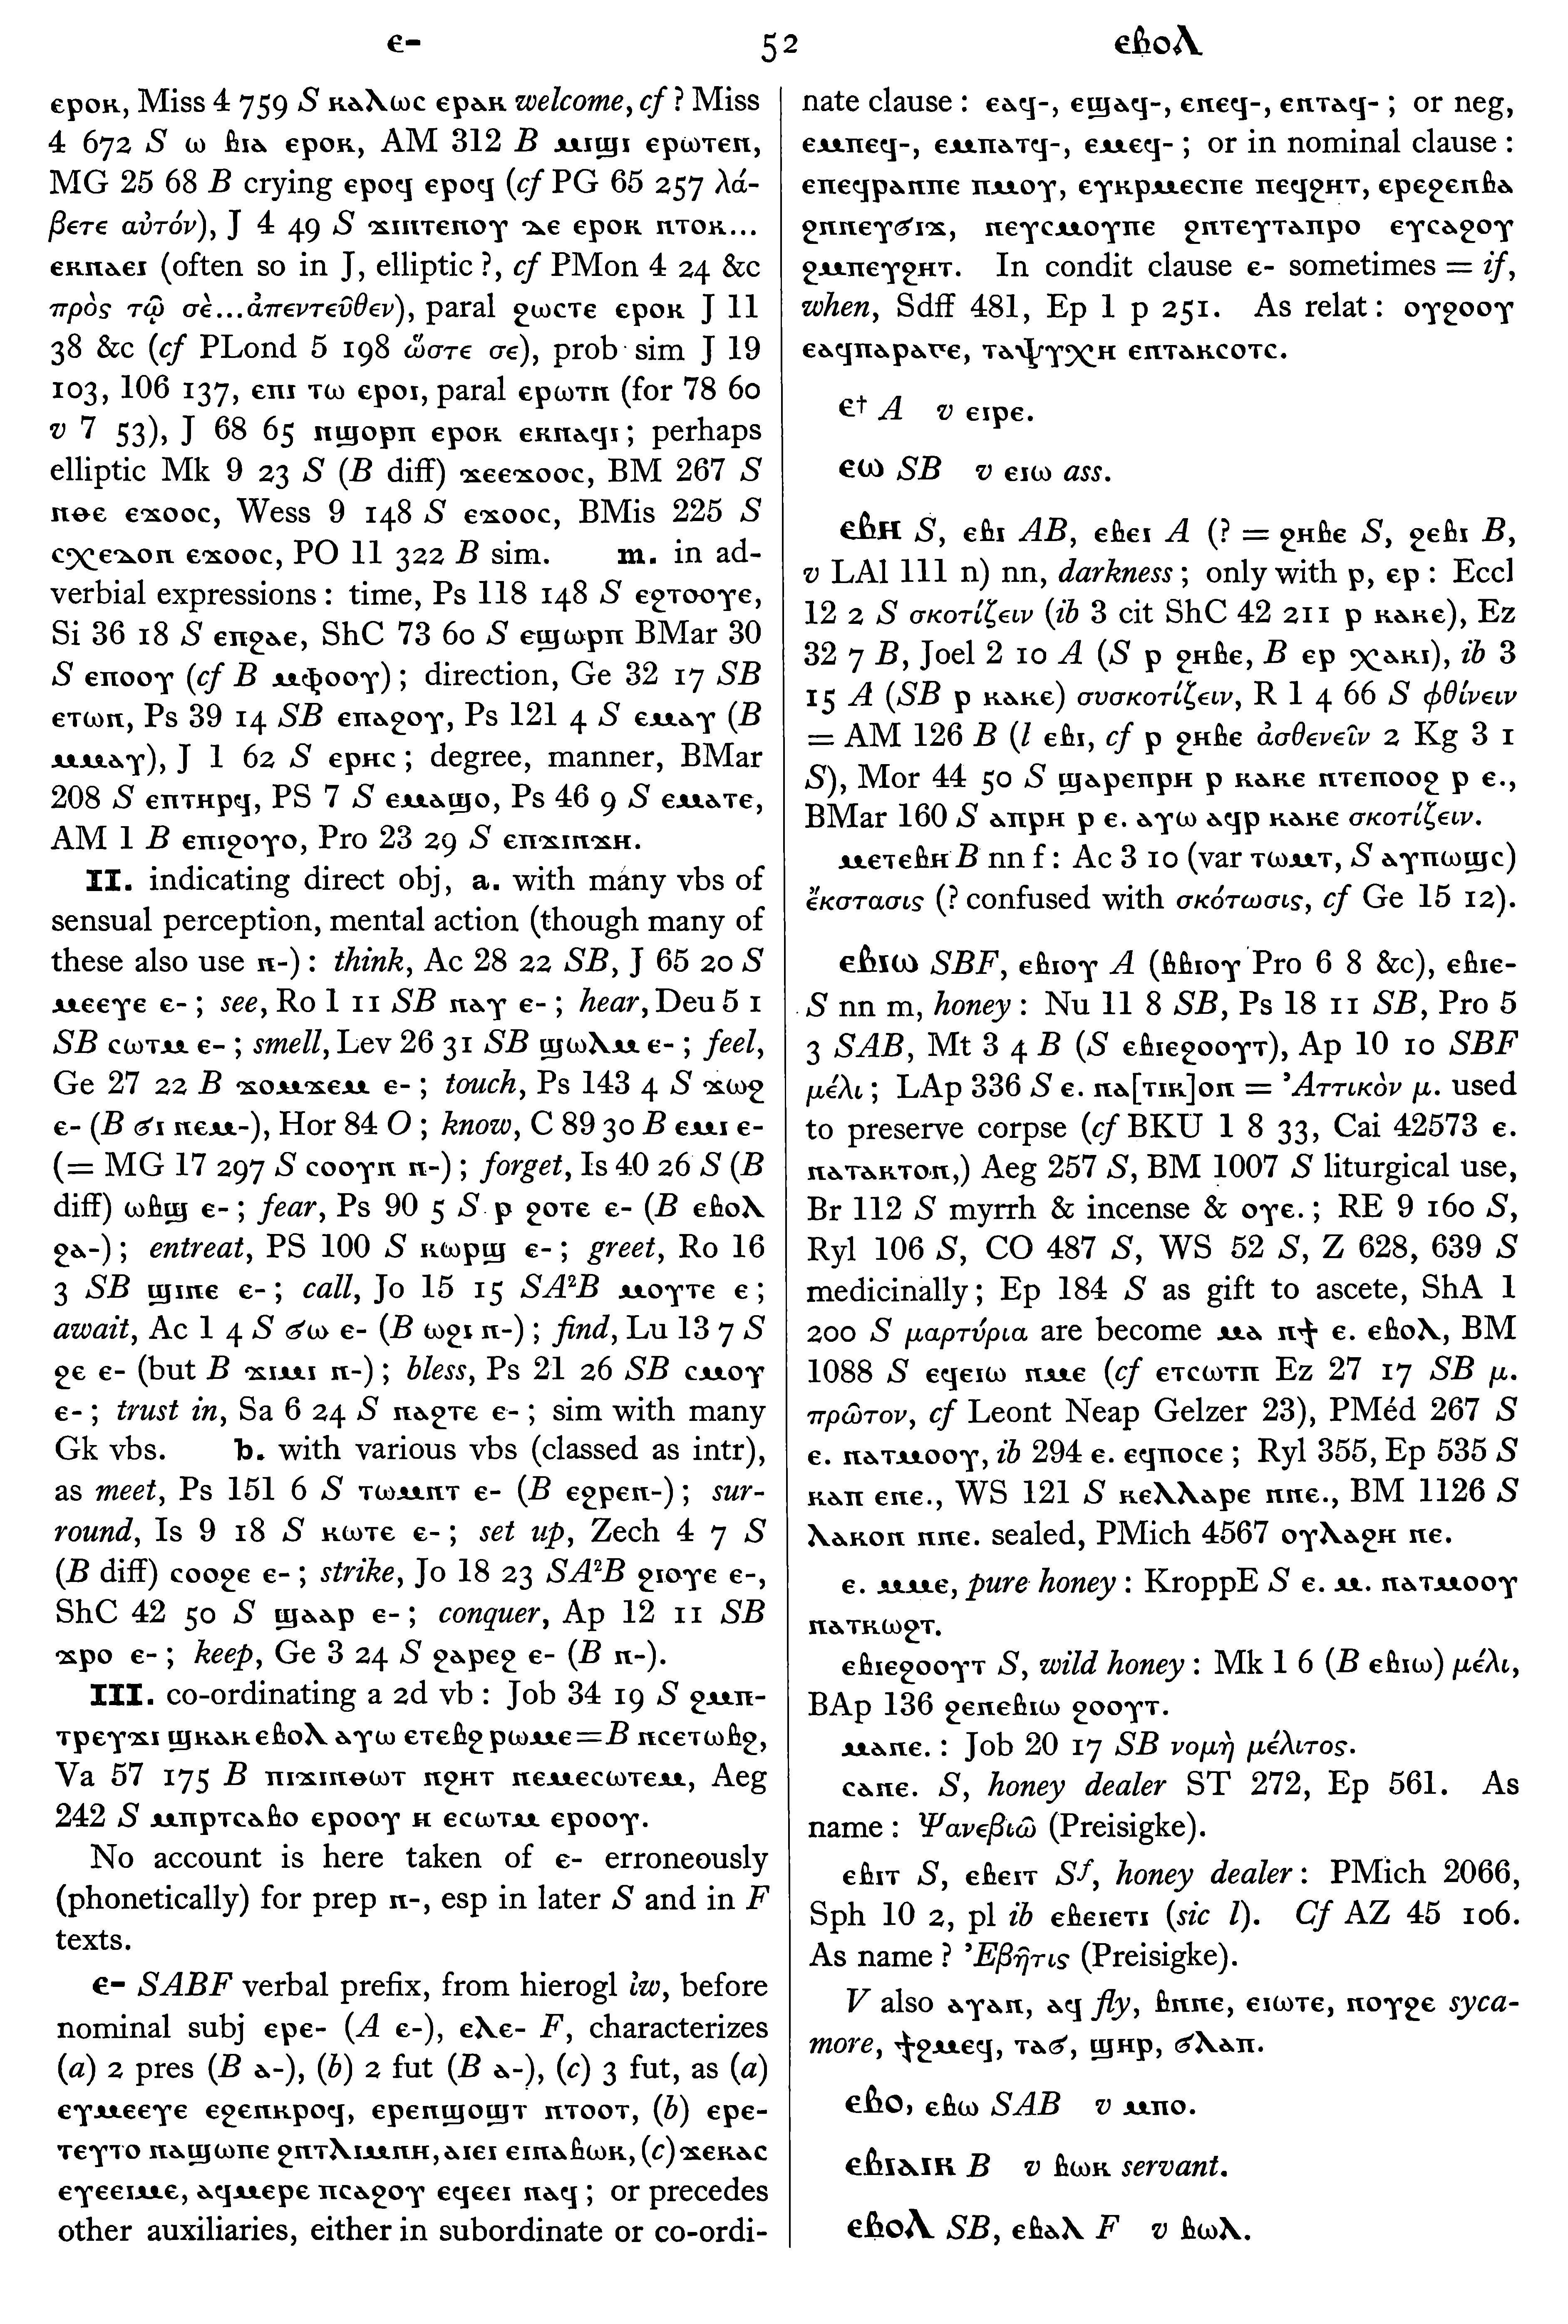 ⲉ- 52 ⲉⲃⲟⲗ
ⲉⲣⲟⲕ, Miss 4 759 S ⲕⲁⲗⲱⲥ ⲉⲣⲁⲕ welcome, cf ? Miss
4 672 S ⲱ ⲃⲓⲁ ⲉⲣⲟⲕ, AM 312 B ⲙⲓϣⲓ ⲉⲣⲱⲧⲉⲛ,
MG 25 68 B crying ⲉⲣⲟϥ ⲉⲣⲟϥ (cf PG 65 257 λά-
βετε αὐτόν), J 4 49 S ϫⲓⲛⲧⲉⲛⲟⲩ ϫⲉ ⲉⲣⲟⲕ ⲛⲧⲟⲕ...
ⲉⲕⲛⲁⲉⲓ (often so in J, elliptic ?, cf PMon 4 24 &c
πρὸς τῷ σὲ...ἀπεντεῦθεν), paral ϩⲱⲥⲧⲉ ⲉⲣⲟⲕ J 11
38 &c (cf PLond 5 198 ὥστε σε), prob sim J 19
103, 106 137, ⲉⲡⲓ ⲧⲱ ⲉⲣⲟⲓ, paral ⲉⲣⲱⲧⲛ (for 78 60
v 7 53), J 68 65 ⲛϣⲟⲣⲡ ⲉⲣⲟⲕ ⲉⲕⲛⲁϥⲓ ; perhaps
elliptic Mk 9 23 S (B diff) ϫⲉⲉϫⲟⲟⲥ, BM 267 S
ⲛⲑⲉ ⲉϫⲟⲟⲥ, Wess 9 148 S ⲉϫⲟⲟⲥ, BMis 225 S
ⲥⲭⲉⲇⲟⲛ ⲉϫⲟⲟⲥ, PO 11 322 B sim. m. in ad-
verbial expressions : time, Ps 118 148 S ⲉϩⲧⲟⲟⲩⲉ,
Si 36 18 S ⲉⲡϩⲁⲉ, ShC 73 60 S ⲉϣⲱⲣⲡ BMar 30
S ⲉⲡⲟⲟⲩ (cf B ⲙⲫⲟⲟⲩ) ; direction, Ge 32 17 SB
ⲉⲧⲱⲛ, Ps 39 14 SB ⲉⲡⲁϩⲟⲩ, Ps 121 4 S ⲉⲙⲁⲩ (B
ⲙⲙⲁⲩ), J 1 62 S ⲉⲣⲏⲥ ; degree, manner, BMar
208 S ⲉⲡⲧⲏⲣϥ, PS 7 S ⲉⲙⲁϣⲟ, Ps 46 9 S ⲉⲙⲁⲧⲉ,
AM 1 B ⲉⲡⲓϩⲟⲩⲟ, Pro 23 29 S ⲉⲡϫⲓⲛϫⲏ.
II. indicating direct obj, a. with many vbs of
sensual perception, mental action (though many of
these also use ⲛ-) : think, Ac 28 22 SB, J 65 20 S
ⲙⲉⲉⲩⲉ ⲉ- ; see, Ro 1 11 SB ⲛⲁⲩ ⲉ- ; hear, Deu 5 1
SB ⲥⲱⲧⲙ ⲉ- ; smell, Lev 26 31 SB ϣⲱⲗⲙ ⲉ- ; feel,
Ge 27 22 B ϫⲟⲙϫⲉⲙ ⲉ- ; touch, Ps 143 4 S ϫⲱϩ
ⲉ- (B ϭⲓ ⲛⲉⲙ-), Hor 84 O ; know, C 89 30 B ⲉⲙⲓ ⲉ-
(= MG 17 297 S ⲥⲟⲟⲩⲛ ⲛ-) ; forget, Is 40 26 S (B
diff) ⲱⲃϣ ⲉ- ; fear, Ps 90 5 S ⲣ ϩⲟⲧⲉ ⲉ- (B ⲉⲃⲟⲗ
ϩⲁ-) ; entreat, PS 100 S ⲕⲱⲣϣ ⲉ- ; greet, Ro 16
3 SB ϣⲓⲛⲉ ⲉ- ; call, Jo 15 15 SA²B ⲙⲟⲩⲧⲉ ⲉ ;
await, Ac 1 4 S ϭⲱ ⲉ- (B ⲱϩⲓ ⲛ-) ; find, Lu 13 7 S
ϩⲉ ⲉ- (but B ϫⲓⲙⲓ ⲛ-) ; bless, Ps 21 26 SB ⲥⲙⲟⲩ
ⲉ- ; trust in, Sa 6 24 S ⲛⲁϩⲧⲉ ⲉ- ; sim with many
Gk vbs. b. with various vbs (classed as intr),
as meet, Ps 151 6 S ⲧⲱⲙⲛⲧ ⲉ- (B ⲉϩⲣⲉⲛ-) ; sur-
round, Is 9 18 S ⲕⲱⲧⲉ ⲉ- ; set up, Zech 4 7 S
(B diff) ⲥⲟⲟϩⲉ ⲉ- ; strike, Jo 18 23 SA²B ϩⲓⲟⲩⲉ ⲉ-,
ShC 42 50 S ϣⲁⲁⲣ ⲉ- ; conquer, Ap 12 11 SB
ϫⲣⲟ ⲉ- ; keep, Ge 3 24 S ϩⲁⲣⲉϩ ⲉ- (B ⲛ-).
III. co-ordinating a 2d vb : Job 34 19 S ϩⲙⲡ-
ⲧⲣⲉⲩϫⲓ ϣⲕⲁⲕ ⲉⲃⲟⲗ ⲁⲩⲱ ⲉⲧⲉⲃϩ ⲣⲱⲙⲉ=B ⲛⲥⲉⲧⲱⲃϩ,
Va 57 175 B ⲡⲓϫⲓⲛⲑⲱⲧ ⲛϩⲏⲧ ⲛⲉⲙⲉⲥⲱⲧⲉⲙ, Aeg
242 S ⲙⲡⲣⲧⲥⲁⲃⲟ ⲉⲣⲟⲟⲩ ⲏ ⲉⲥⲱⲧⲙ ⲉⲣⲟⲟⲩ.
No account is here taken of ⲉ- erroneously
(phonetically) for prep ⲛ-, esp in later S and in F
texts.
ⲉ- SABF verbal prefix, from hierogl ỉw, before
nominal subj ⲉⲣⲉ- (A ⲉ-), ⲉⲗⲉ- F, characterizes
(a) 2 pres (B ⲁ-), (b) 2 fut (B ⲁ-), (c) 3 fut, as (a)
ⲉⲩⲙⲉⲉⲩⲉ ⲉϩⲉⲛⲕⲣⲟϥ, ⲉⲣⲉⲡϣⲟϣⲧ ⲛⲧⲟⲟⲧ, (b) ⲉⲣⲉ-
ⲧⲉⲩⲧⲟ ⲛⲁϣⲱⲡⲉ ϩⲛⲧⲗⲓⲙⲛⲏ, ⲁⲓⲉⲓ ⲉⲓⲛⲁⲃⲱⲕ, (c) ϫⲉⲕⲁⲥ
ⲉⲩⲉⲉⲓⲙⲉ, ⲁϥⲙⲉⲣⲉ ⲡⲥⲁϩⲟⲩ ⲉϥⲉⲉⲓ ⲛⲁϥ ; or precedes
other auxiliaries, either in subordinate or co-ordi-
nate clause : ⲉⲁϥ-, ⲉϣⲁϥ-, ⲉⲛⲉϥ-, ⲉⲛⲧⲁϥ- ; or neg,
ⲉⲙⲡⲉϥ-, ⲉⲙⲡⲁⲧϥ-, ⲉⲙⲉϥ- ; or in nominal clause :
ⲉⲡⲉϥⲣⲁⲛⲡⲉ ⲡⲙⲟⲩ, ⲉⲩⲕⲣⲙⲉⲥⲡⲉ ⲡⲉϥϩⲏⲧ, ⲉⲣⲉϩⲉⲛⲃⲁ
ϩⲛⲛⲉⲩϭⲓϫ, ⲛⲉⲩⲥⲙⲟⲩⲡⲉ ϩⲛⲧⲉⲩⲧⲁⲡⲣⲟ ⲉⲩⲥⲁϩⲟⲩ
ϩⲙⲡⲉⲩϩⲏⲧ. In condit clause ⲉ- sometimes = if,
when, Sdff 481, Ep 1 p 251. As relat : ⲟⲩϩⲟⲟⲩ
ⲉⲁϥⲡⲁⲣⲁⲅⲉ, ⲧⲁⲯⲩⲭⲏ ⲉⲛⲧⲁⲕⲥⲟⲧⲥ.
ⲉ† A v ⲉⲓⲣⲉ.
ⲉⲱ SB v ⲉⲓⲱ ass.
ⲉⲃⲏ S, ⲉⲃⲓ AB, ⲉⲃⲉⲓ A (? = ϩⲏⲃⲉ S, ϩⲉⲃⲓ B,
v LAl 111 n) nn, darkness ; only with ⲣ, ⲉⲣ : Eccl
12 2 S σκοτίζειν (ib 3 cit ShC 42 211 ⲣ ⲕⲁⲕⲉ), Ez
32 7 B, Joel 2 10 A (S ⲣ ϩⲏⲃⲉ, B ⲉⲣ ⲭⲁⲕⲓ), ib 3
15 A (SB ⲣ ⲕⲁⲕⲉ) συσκοτίζειν, R 1 4 66 S φθίνειν
= AM 126 B (l ⲉⲃⲓ, cf ⲣ ϩⲏⲃⲉ ἀσθενεῖν 2 Kg 3 1
S), Mor 44 50 S ϣⲁⲣⲉⲡⲣⲏ ⲣ ⲕⲁⲕⲉ ⲛⲧⲉⲡⲟⲟϩ ⲣ ⲉ.,
BMar 160 S ⲁⲡⲣⲏ ⲣ ⲉ. ⲁⲩⲱ ⲁϥⲣ ⲕⲁⲕⲉ σκοτίζειν.
ⲙⲉⲧⲉⲃⲏ B nn f : Ac 3 10 (var ⲧⲱⲙⲧ, S ⲁⲩⲡⲱϣⲥ)
ἔκστασις (? confused with σκότωσις, cf Ge 15 12).
ⲉⲃⲓⲱ SBF, ⲉⲃⲓⲟⲩ A (ⲃⲃⲓⲟⲩ Pro 6 8 &c), ⲉⲃⲓⲉ-
S nn m, honey : Nu 11 8 SB, Ps 18 11 SB, Pro 5
3 SAB, Mt 3 4 B (S ⲉⲃⲓⲉϩⲟⲟⲩⲧ), Ap 10 10 SBF
μέλι ; LAp 336 S ⲉ. ⲛⲁ[ⲧⲓⲕ]ⲟⲛ = Ἀττικὸν μ. used
to preserve corpse (cf BKU 1 8 33, Cai 42573 ⲉ.
ⲛⲁⲧⲁⲕⲧⲟⲛ,) Aeg 257 S, BM 1007 S liturgical use,
Br 112 S myrrh & incense & ⲟⲩⲉ. ; RE 9 160 S,
Ryl 106 S, CO 487 S, WS 52 S, Z 628, 639 S
medicinally ; Ep 184 S as gift to ascete, ShA 1
200 S μαρτύρια are become ⲙⲁ ⲛϯ ⲉ. ⲉⲃⲟⲗ, BM
1088 S ⲉϥⲉⲓⲱ ⲛⲙⲉ (cf ⲉⲧⲥⲱⲧⲡ Ez 27 17 SB μ.
πρῶτον, cf Leont Neap Gelzer 23), PMéd 267 S
ⲉ. ⲛⲁⲧⲙⲟⲟⲩ, ib 294 ⲉ. ⲉϥⲡⲟⲥⲉ ; Ryl 355, Ep 535 S
ⲕⲁⲡ ⲉⲛⲉ., WS 121 S ⲕⲉⲗⲗⲁⲣⲉ ⲛⲛⲉ., BM 1126 S
ⲗⲁⲕⲟⲛ ⲛⲛⲉ. sealed, PMich 4567 ⲟⲩⲗⲁϩⲏ ⲛⲉ.
ⲉ. ⲙⲙⲉ, pure honey : KroppE S ⲉ. ⲙ. ⲛⲁⲧⲙⲟⲟⲩ
ⲛⲁⲧⲕⲱϩⲧ.
ⲉⲃⲓⲉϩⲟⲟⲩⲧ S, wild honey : Mk 1 6 (B ⲉⲃⲓⲱ) μέλι,
BAp 136 ϩⲉⲛⲉⲃⲓⲱ ϩⲟⲟⲩⲧ.
ⲙⲁⲛⲉ. : Job 20 17 SB νομὴ μέλιτος.
ⲥⲁⲛⲉ. S, honey dealer ST 272, Ep 561. As
name : Ψανεβιῶ (Preisigke).
ⲉⲃⲓⲧ S, ⲉⲃⲉⲓⲧ Sf, honey dealer : PMich 2066,
Sph 10 2, pl ib ⲉⲃⲉⲓⲉⲧⲓ (sic l). Cf AZ 45 106.
As name ? Ἐβῆτις (Preisigke).
V also ⲁⲩⲁⲛ, ⲁϥ fly, ⲃⲛⲛⲉ, ⲉⲓⲱⲧⲉ, ⲛⲟⲩϩⲉ syca-
more, ϯϩⲙⲉϥ, ⲧⲁϭ, ϣⲏⲣ, ϭⲗⲁⲡ.
ⲉⲃⲟ, ⲉⲃⲱ SAB v ⲙⲡⲟ.
ⲉⲃⲓⲁⲓⲕ B v ⲃⲱⲕ servant.
ⲉⲃⲟⲗ SB, ⲉⲃⲁⲗ F v ⲃⲱⲗ.